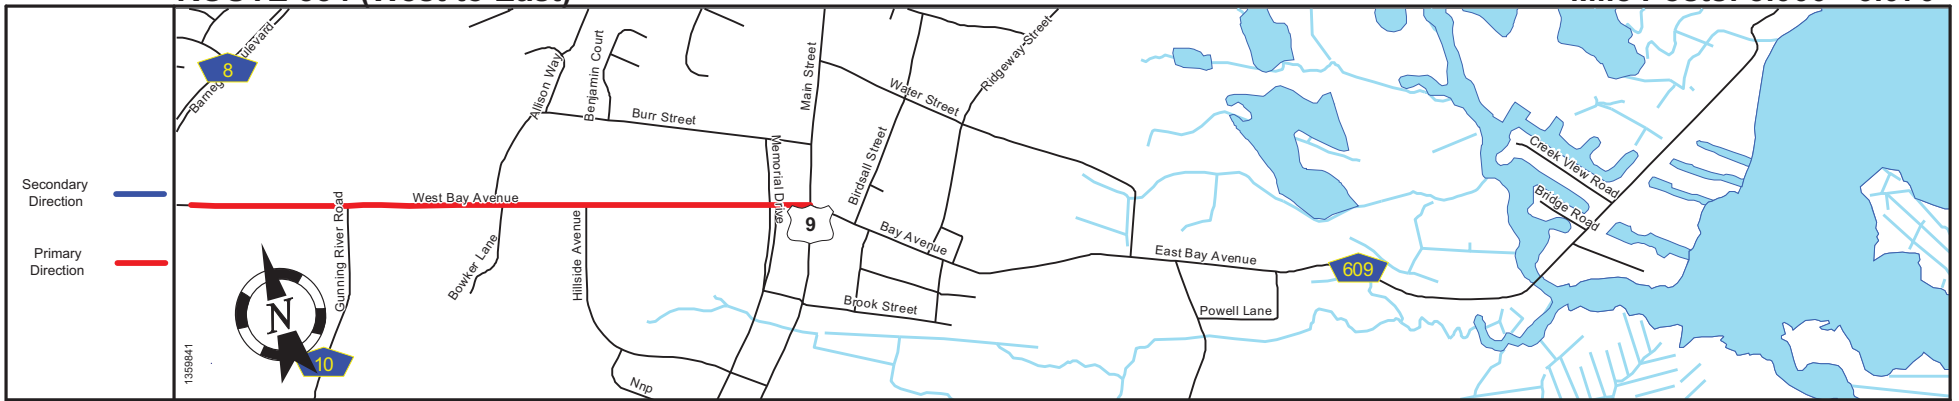 8
Barneg
ulevard
Allison Way
Benjamin Court
Burr Street
Main Street
Water Street
Ridgeway Street
Birdsall Street
Memorial Drive
Creek View Road
Bridge Road
Secondary
Direction
Primary
Direction
West Bay Avenue
9
Bay Avenue
East Bay Avenue
609
Gunning River Road
Bowker Lane
Hillside Avenue
Brook Street
Powell Lane
N
10
1359841
Nnp